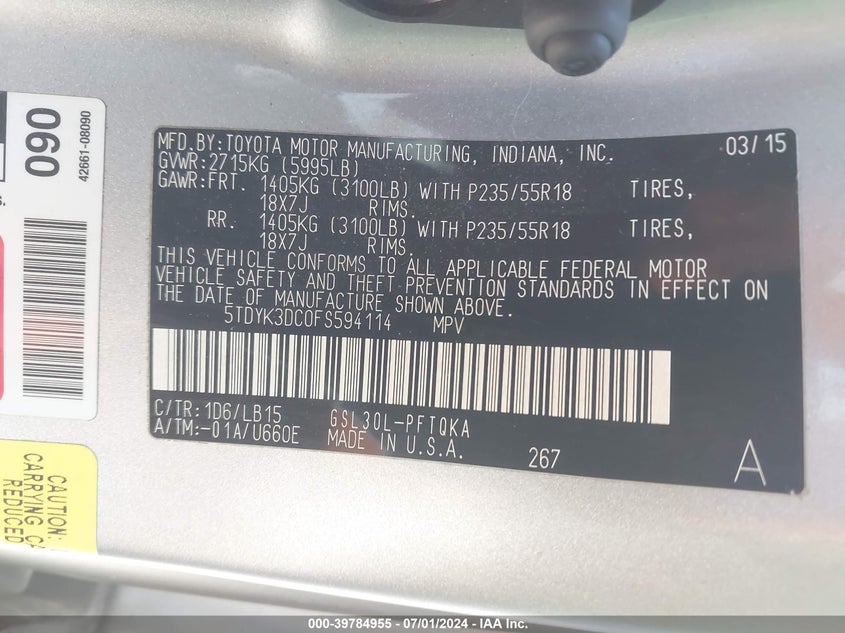 MFD.BY:TOYOTA MOTOR MANUFACTURING, INDIANA, INC. 03/15
GVWR:2715KG (5995LB)
GAWR:FRT. 1405KG (3100LB) WITH P235/55R18 TIRES,
18X7J RIMS.
RR. 1405KG (3100LB) WITH P235/55R18 TIRES,
18X7J RIMS.
THIS VEHICLE CONFORMS TO ALL APPLICABLE FEDERAL MOTOR
VEHICLE SAFETY AND THEFT PREVENTION STANDARDS IN EFFECT ON
THE DATE OF MANUFACTURE SHOWN ABOVE.
5TDYK3DC0FS594114 MPV
C/TR:1D6/LB15 GSL30L-PFTQKA
A/TM:-01A/U660E MADE IN U.S.A. 267 A
090
42661-08090
CAUTION:
CARRYING
REDUCED
000-39784955 - 07/01/2024 - IAA Inc.